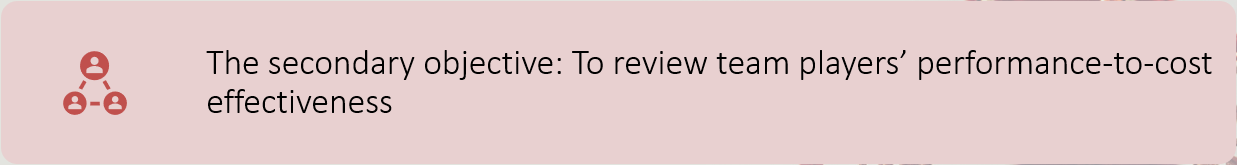 The secondary objective: To review team players’ performance-to-cost
effectiveness